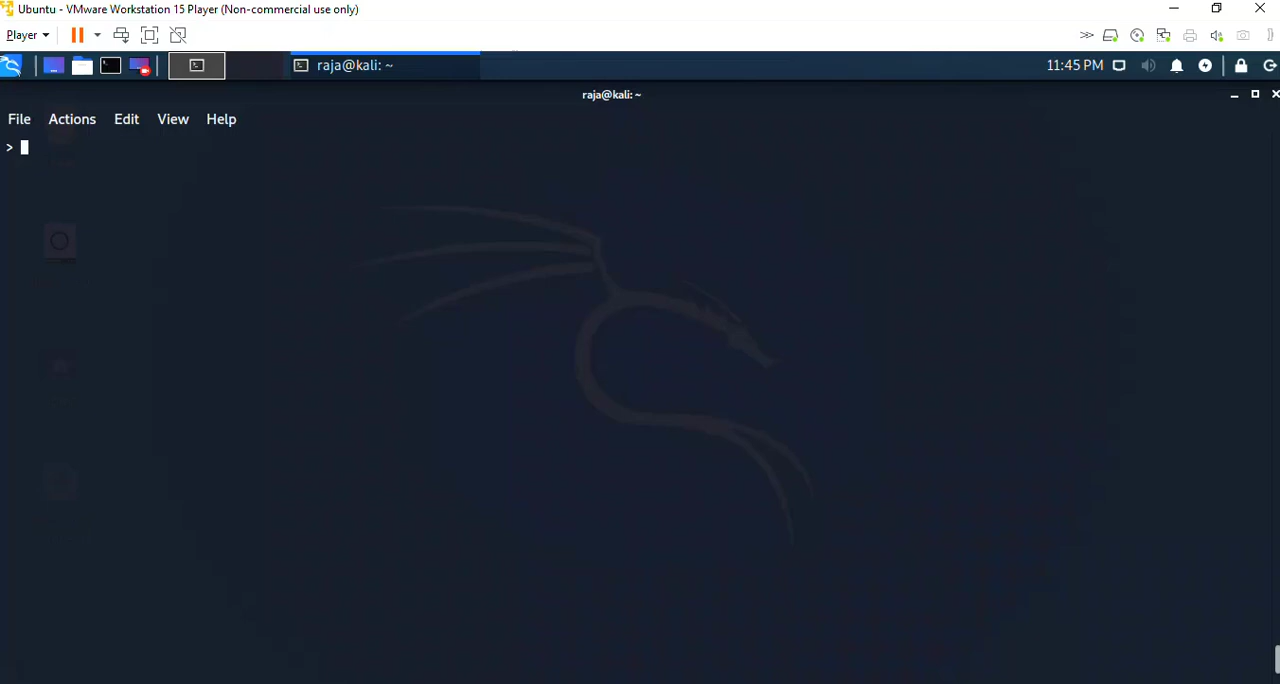 Ubuntu - VMware Workstation 15 Player (Non-commercial use only)
Player
raja@kali: ~
11:45 PM
raja@kali: ~
File Actions Edit View Help
>